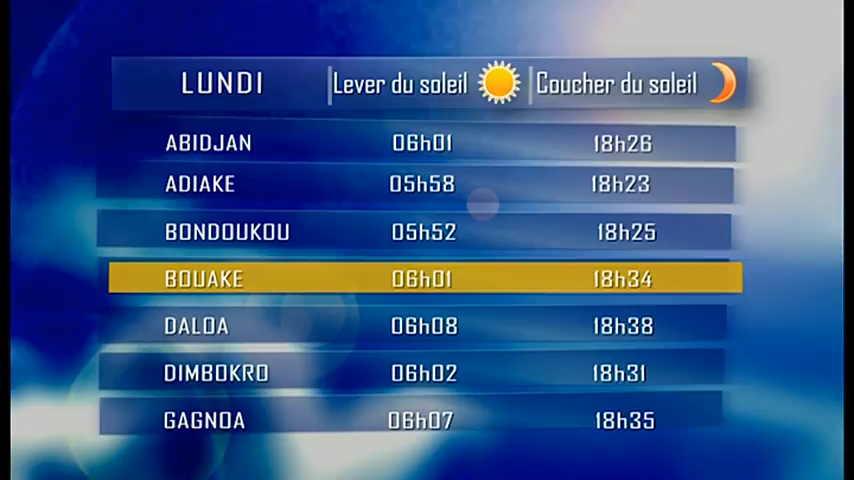 LUNDI Lever du soleil Coucher du soleil
ABIDJAN 06h01 18h26
ADIAKE 05h58 18h23
BONDOUKOU 05h52 18h25
BOUAKE 06h01 18h34
DALOA 06h08 18h38
DIMBOKRO 06h02 18h31
GAGNOA 06h07 18h35